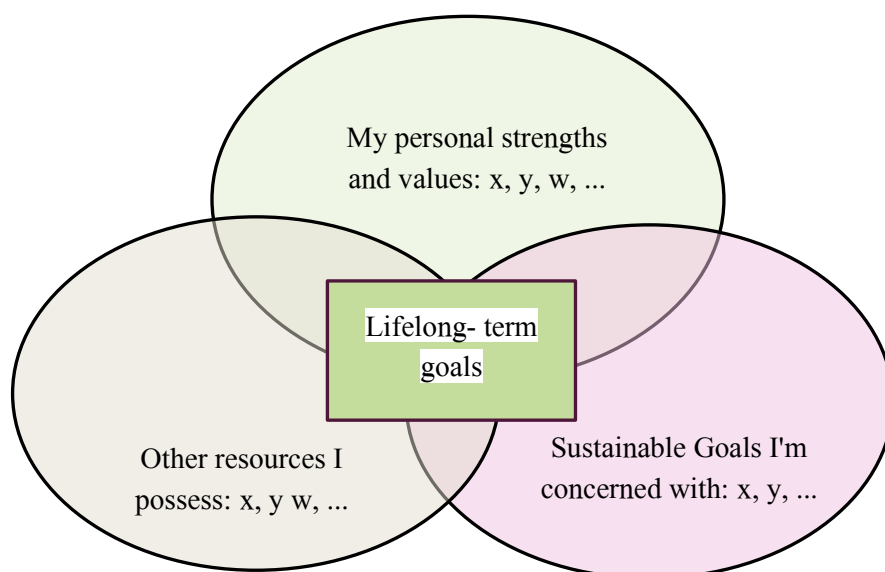 My personal strengths
and values: x, y, w, ...
Lifelong- term
goals
Other resources I
possess: x, y w, ...
Sustainable Goals I'm
concerned with: x, y, ...